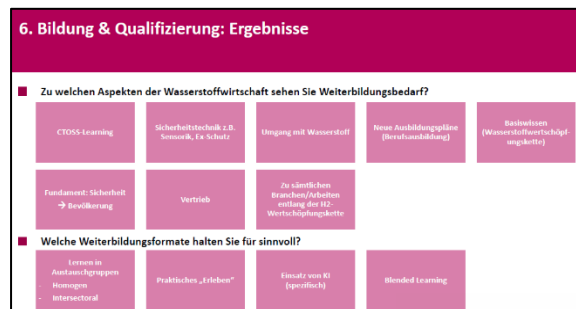 6. Bildung & Qualifizierung: Ergebnisse
Zu welchen Aspekten der Wasserstoffwirtschaft sehen Sie Weiterbildungsbedarf?
CTOSS-Learning
Sicherheitstechnik z.B.
Sensorik, Ex-Schutz
Umgang mit Wasserstoff
Neue Ausbildungspläne
(Berufsausbildung)
Basiswissen
(Wasserstoffwertschöpf-
ungskette)
Fundament: Sicherheit
→ Bevölkerung
Vertrieb
Zu sämtlichen
Branchen/Arbeiten
entlang der H2-
Wertschöpfungskette
Welche Weiterbildungsformate halten Sie für sinnvoll?
Lernen in
Austauschgruppen
- Homogen
- Intersectoral
Praktisches „Erleben"
Einsatz von KI
(spezifisch)
Blended Learning